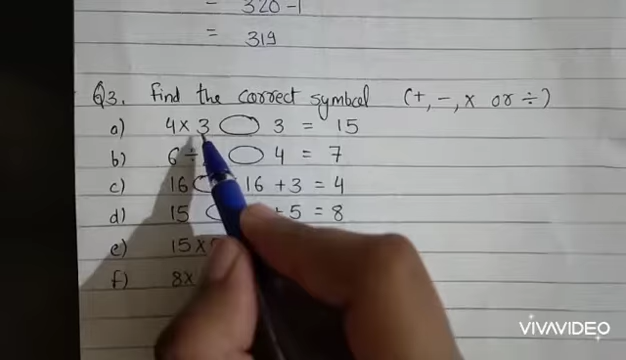 = 320-1
= 319
Q3. find the correct symbol (+, -, x or ÷)
a) 4 x 3 ◯ 3 = 15
b) 6 ÷ ◯ 4 = 7
c) 16 ◯ 16 + 3 = 4
d) 15 + 5 = 8
e) 15 x
f) 8 x
VIVAVIDEO